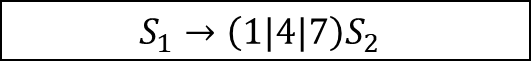 S₁ → (1|4|7)S₂